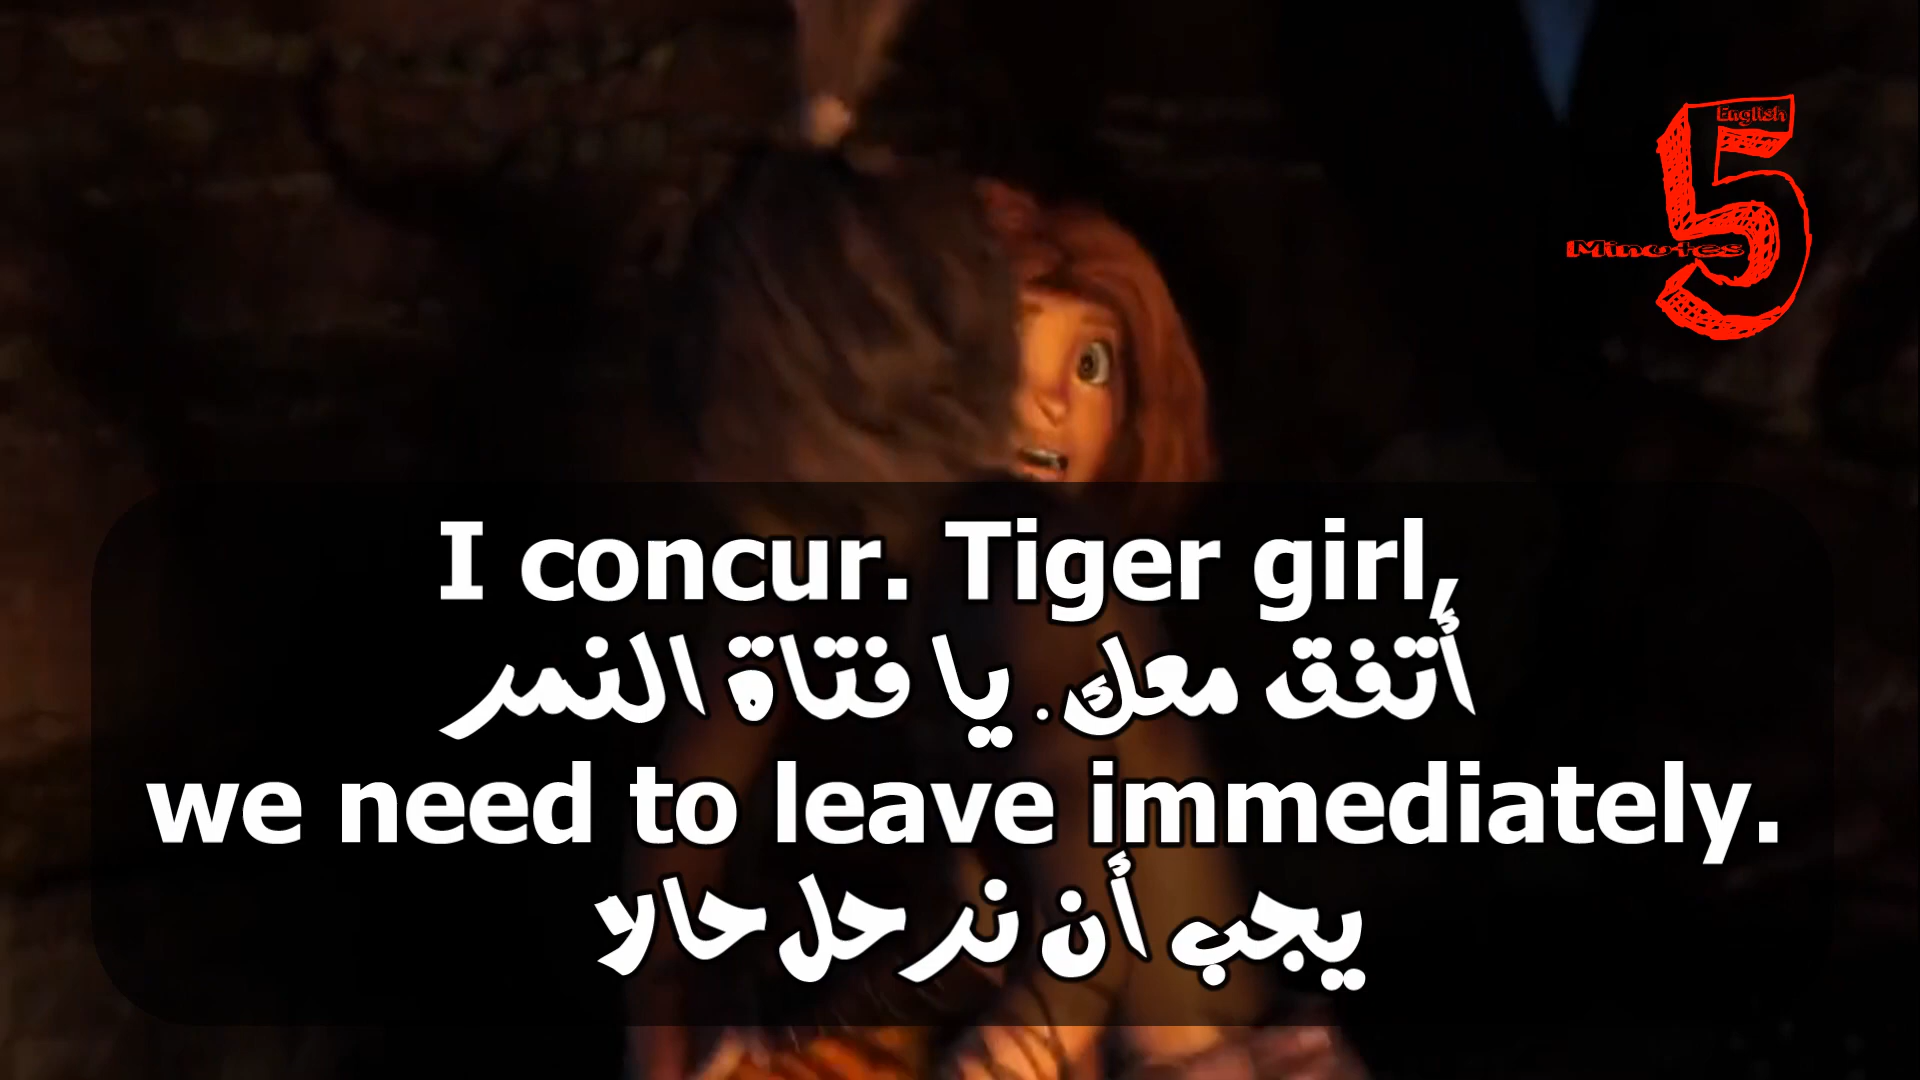 English
5
Minutes
I concur. Tiger girl,
أتفق معك. يا فتاة النمر
we need to leave immediately.
يجب أن نرحل حالا